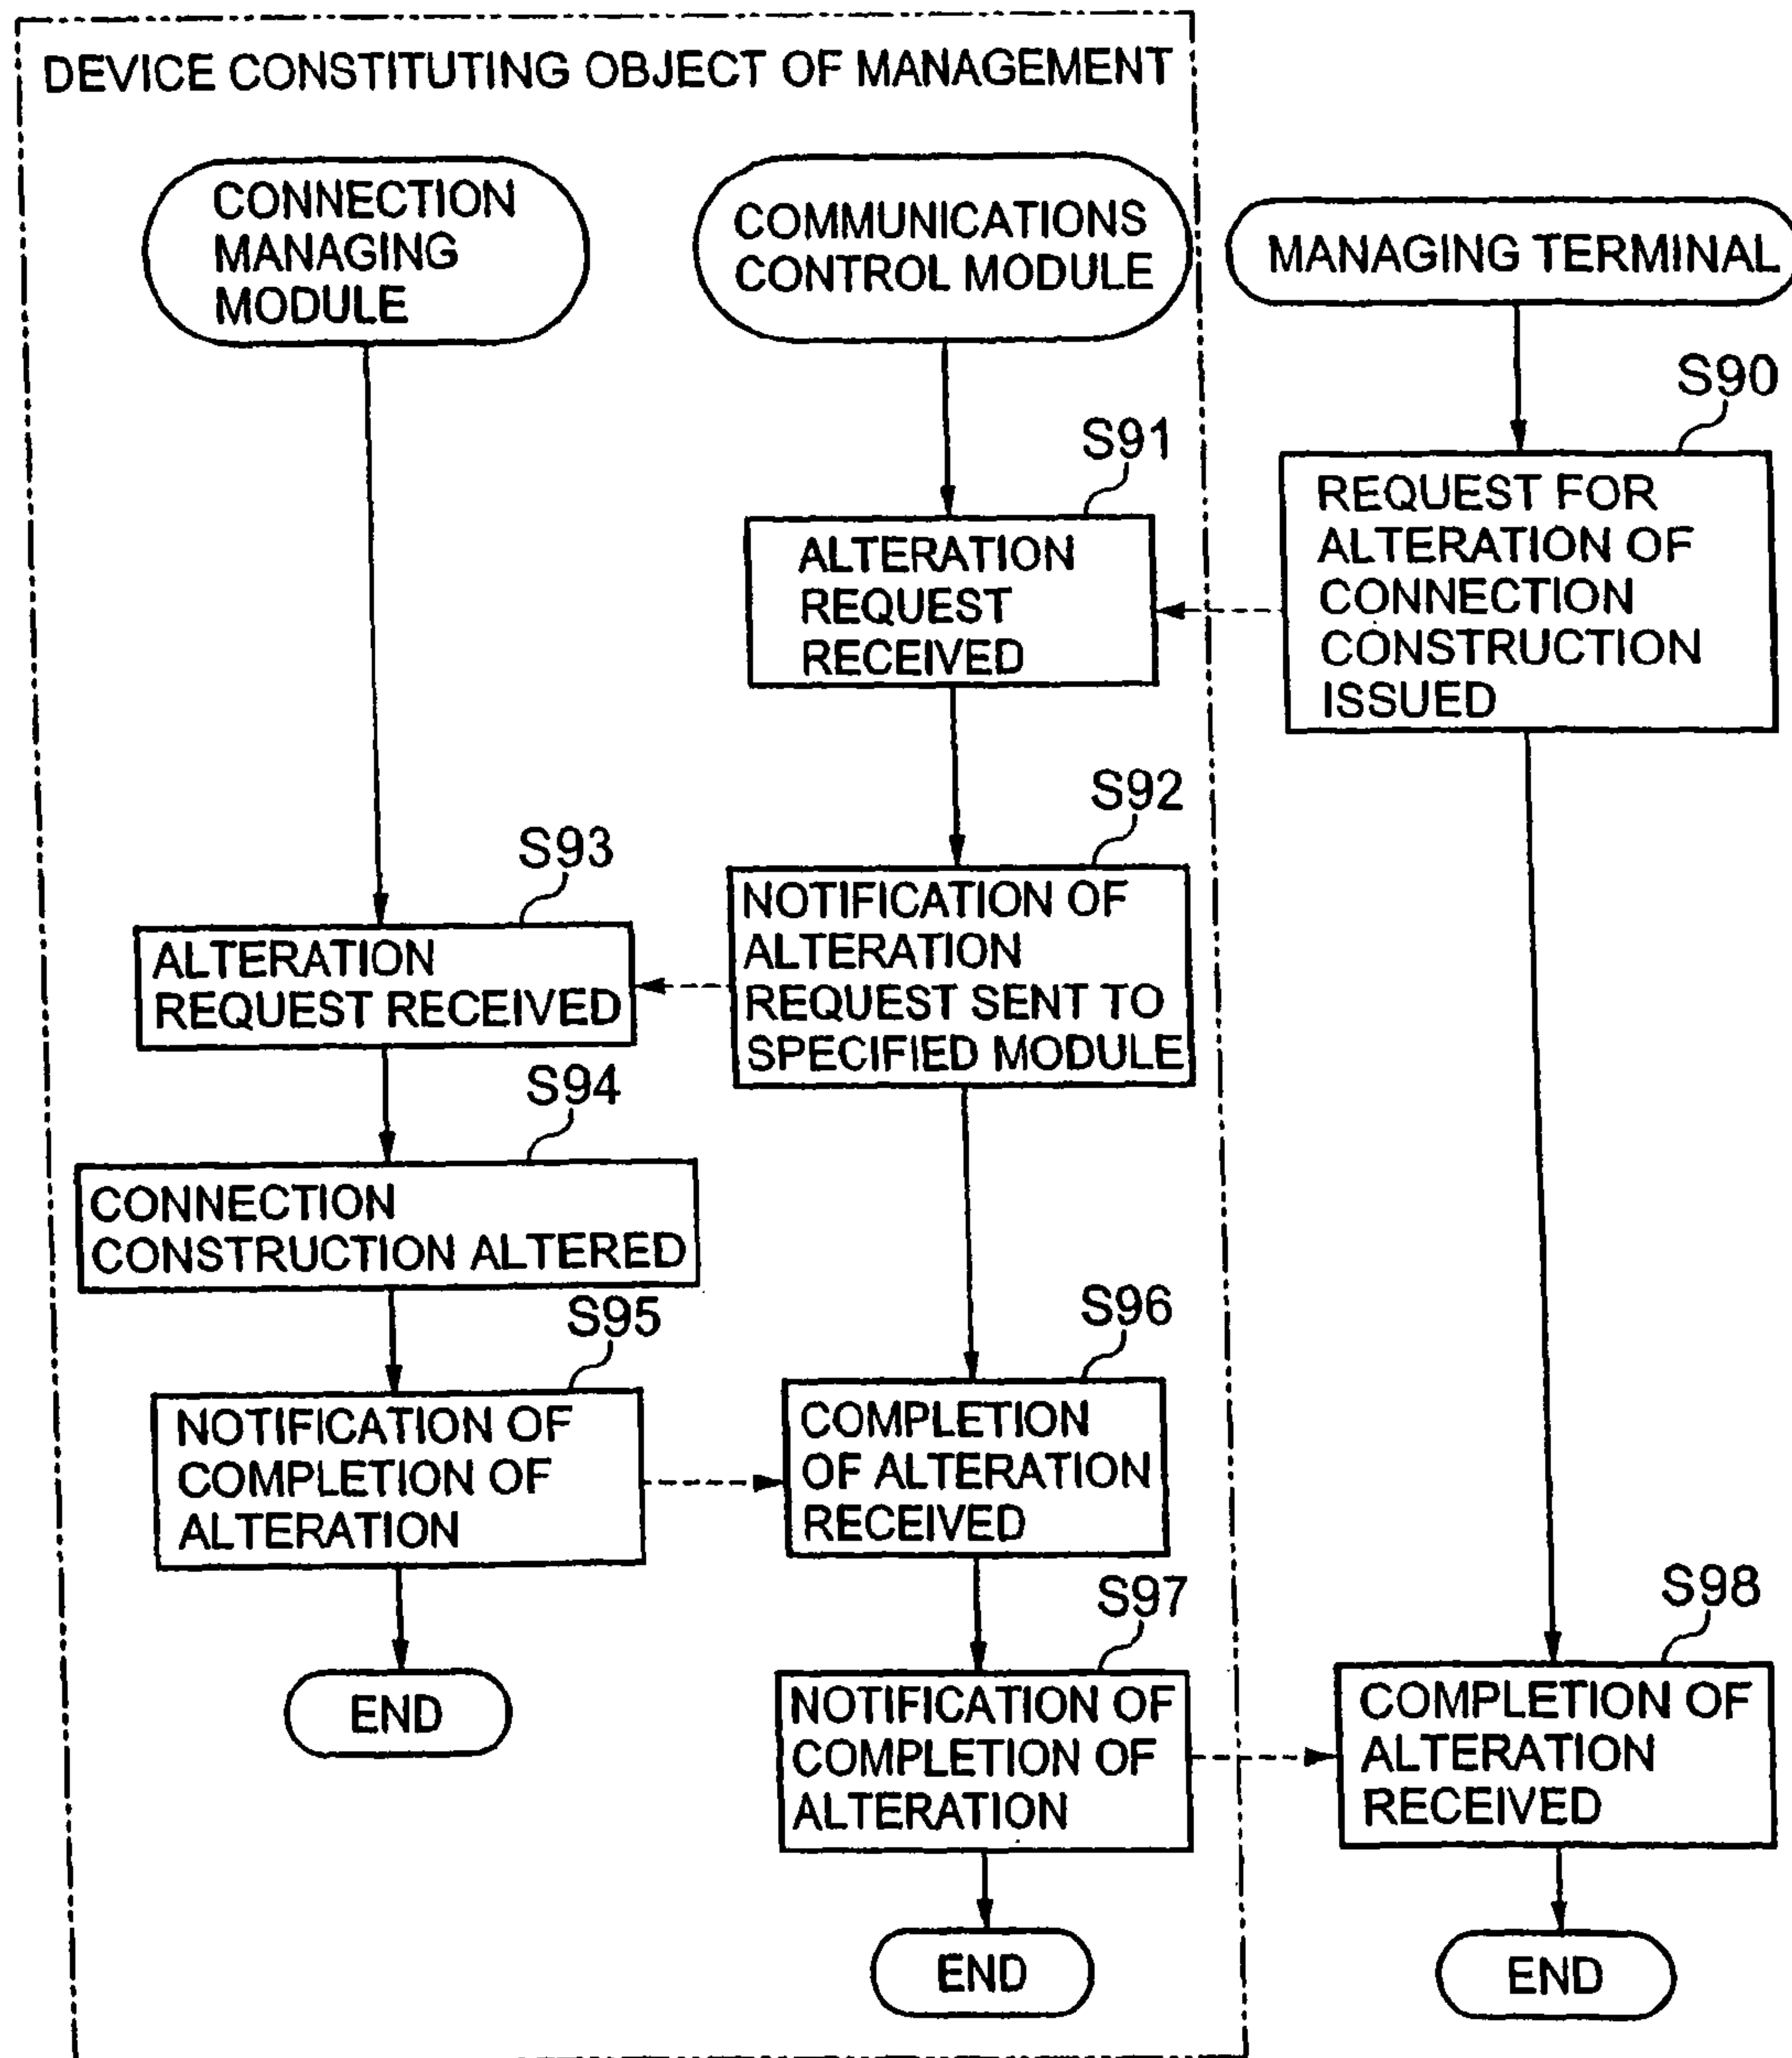 DEVICE CONSTITUTING OBJECT OF MANAGEMENT
CONNECTION
MANAGING
MODULE
COMMUNICATIONS
CONTROL MODULE
MANAGING TERMINAL
S90
REQUEST FOR
ALTERATION OF
CONNECTION
CONSTRUCTION
ISSUED
S91
ALTERATION
REQUEST
RECEIVED
S92
NOTIFICATION OF
ALTERATION
REQUEST SENT TO
SPECIFIED MODULE
S93
ALTERATION
REQUEST RECEIVED
S94
CONNECTION
CONSTRUCTION ALTERED
S95
NOTIFICATION OF
COMPLETION OF
ALTERATION
S96
COMPLETION
OF ALTERATION
RECEIVED
S97
NOTIFICATION OF
COMPLETION OF
ALTERATION
S98
COMPLETION OF
ALTERATION
RECEIVED
END
END
END